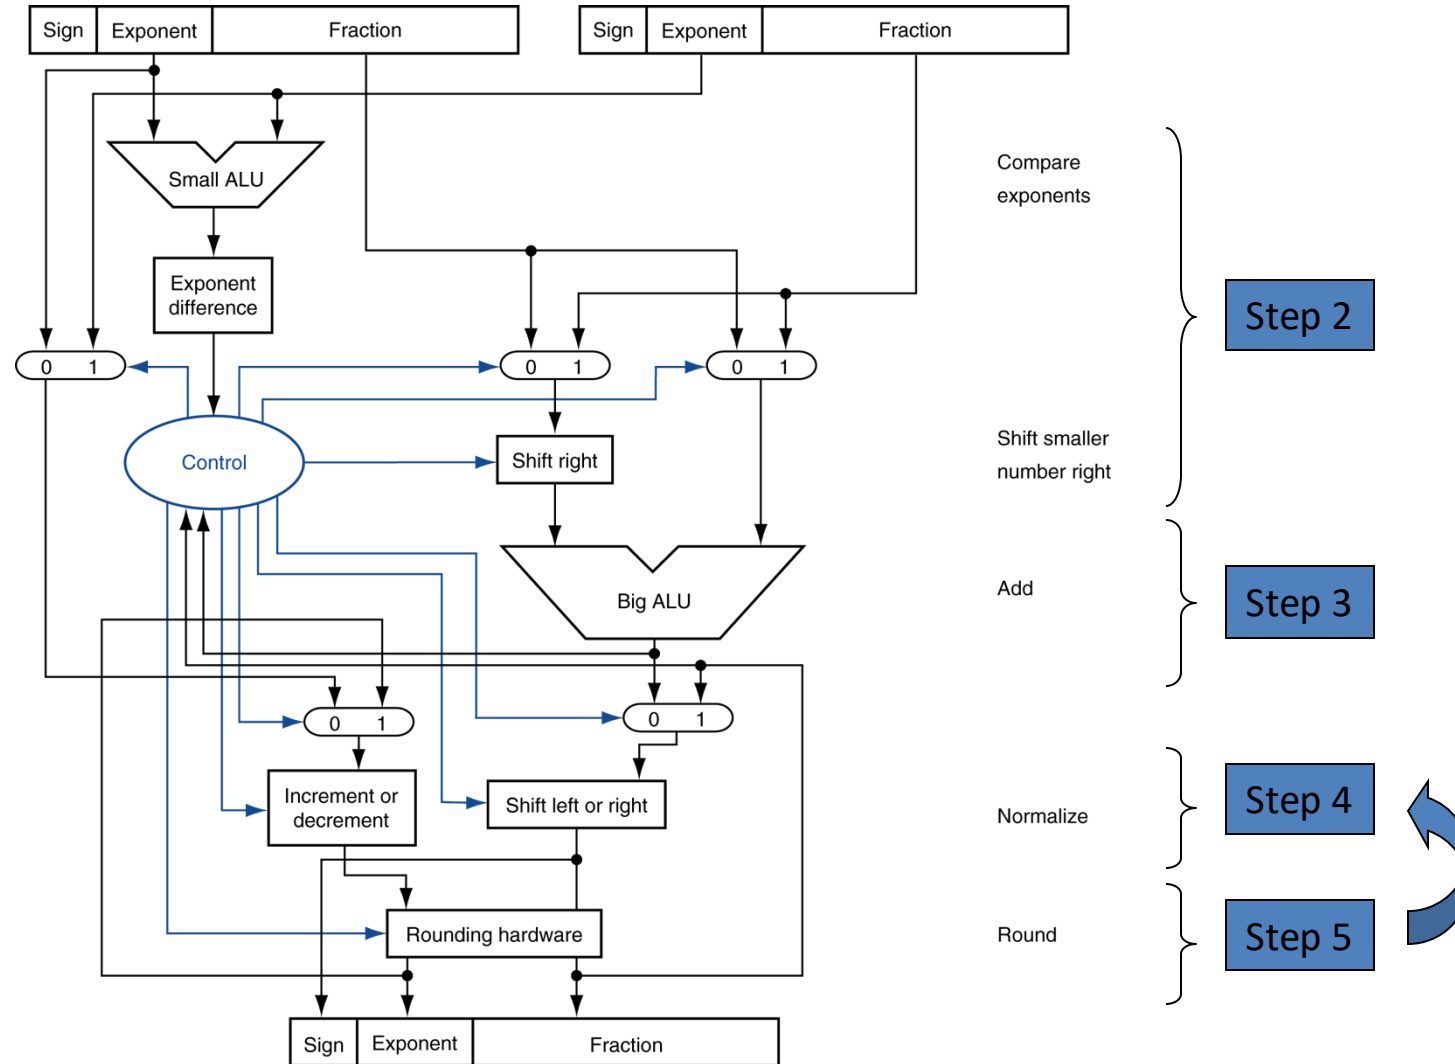 Sign Exponent Fraction
Sign Exponent Fraction
Small ALU
Compare
exponents
Exponent
difference
Step 2
0 1
0 1
0 1
Control
Shift right
Shift smaller
number right
Big ALU
Add
Step 3
0 1
0 1
Increment or
decrement
Shift left or right
Normalize
Step 4
Rounding hardware
Round
Step 5
Sign Exponent Fraction